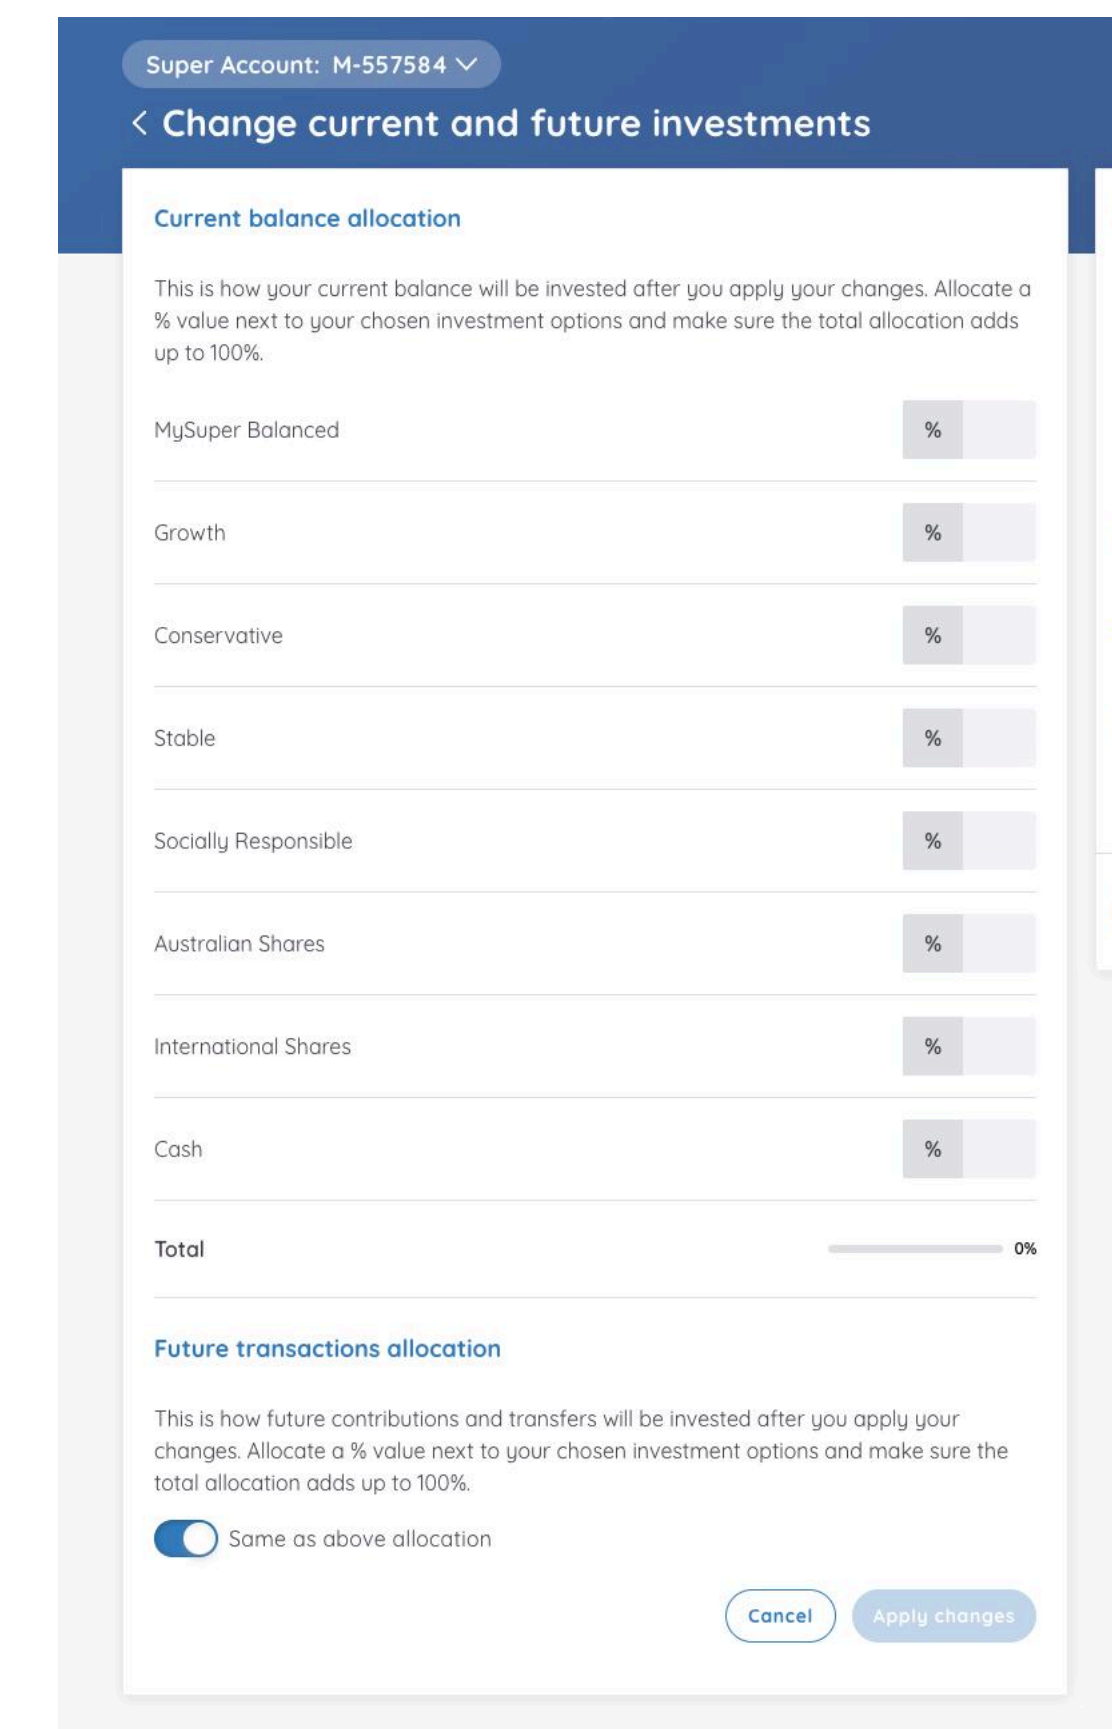 Super Account: M-557584
Change current and future investments
Current balance allocation
This is how your current balance will be invested after you apply your changes. Allocate a
% value next to your chosen investment options and make sure the total allocation adds
up to 100%.
MySuper Balanced %
Growth %
Conservative %
Stable %
Socially Responsible %
Australian Shares %
International Shares %
Cash %
Total 0%
Future transactions allocation
This is how future contributions and transfers will be invested after you apply your
changes. Allocate a % value next to your chosen investment options and make sure the
total allocation adds up to 100%.
Same as above allocation
Cancel Apply changes